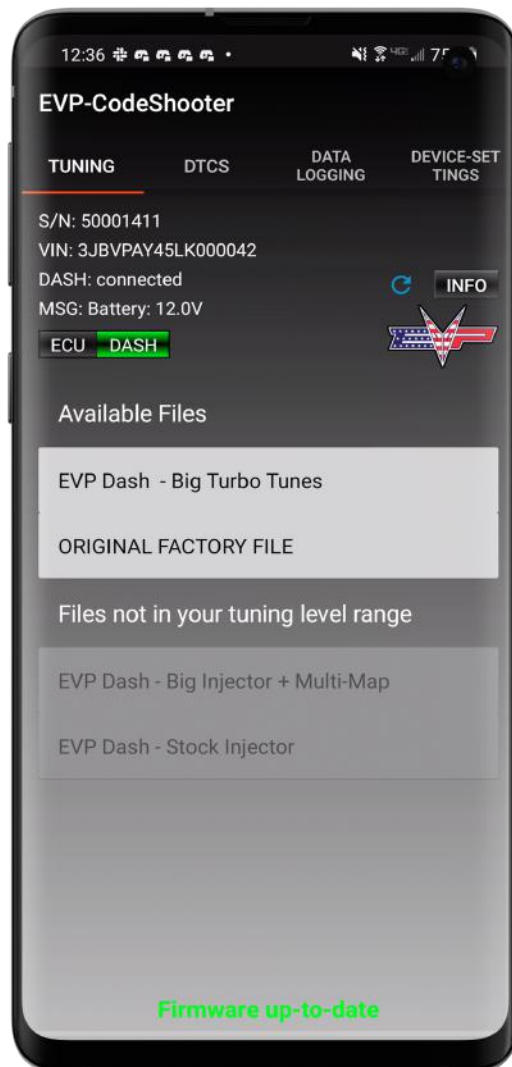 12:36
EVP-CodeShooter
TUNING
DTCS
DATA
LOGGING
DEVICE-SET
TINGS
S/N: 50001411
VIN: 3JBVPAY45LK000042
DASH: connected
INFO
MSG: Battery: 12.0V
ECU DASH
Available Files
EVP Dash - Big Turbo Tunes
ORIGINAL FACTORY FILE
Files not in your tuning level range
EVP Dash - Big Injector + Multi-Map
EVP Dash - Stock Injector
Firmware up-to-date